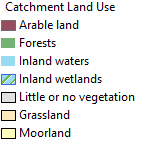 Catchment Land Use
Arable land
Forests
Inland waters
Inland wetlands
Little or no vegetation
Grassland
Moorland